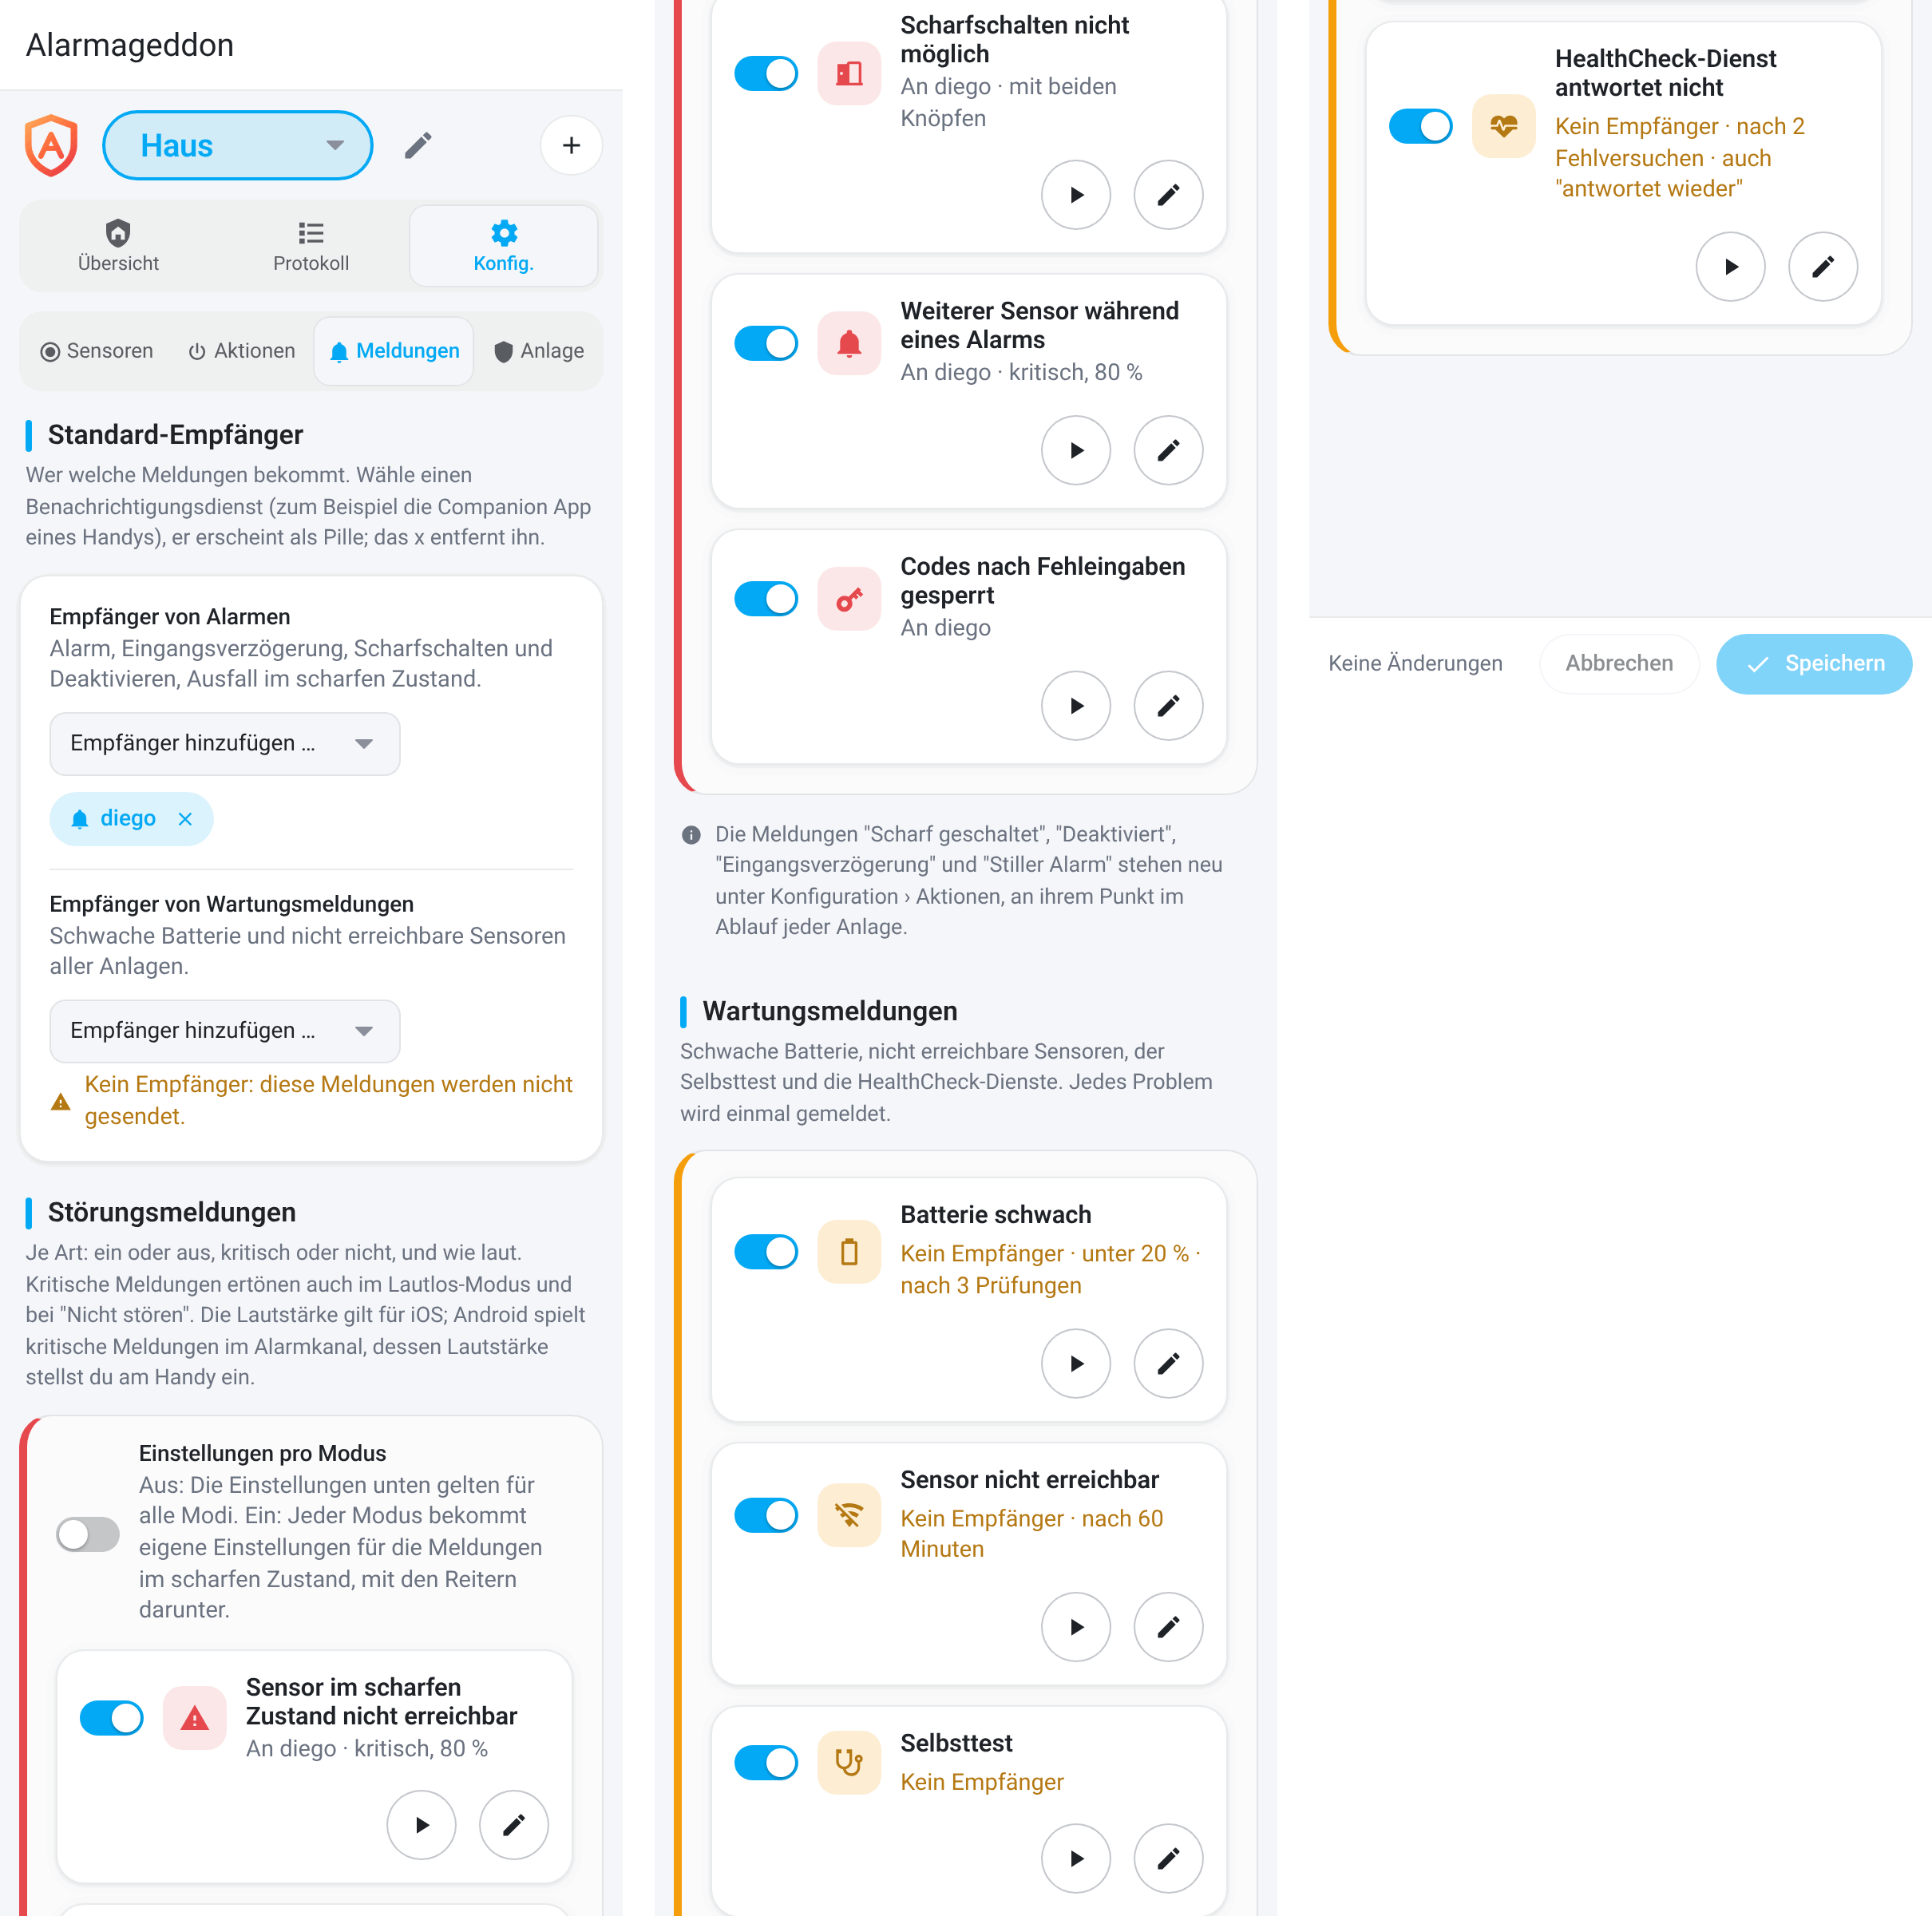 Alarmageddon
Haus
Übersicht
Protokoll
Konfig.
Sensoren
Aktionen
Meldungen
Anlage
Standard-Empfänger
Wer welche Meldungen bekommt. Wähle einen
Benachrichtigungsdienst (zum Beispiel die Companion App
eines Handys), er erscheint als Pille; das x entfernt ihn.
Empfänger von Alarmen
Alarm, Eingangsverzögerung, Scharfschalten und
Deaktivieren, Ausfall im scharfen Zustand.
Empfänger hinzufügen ...
diego
Empfänger von Wartungsmeldungen
Schwache Batterie und nicht erreichbare Sensoren
aller Anlagen.
Empfänger hinzufügen ...
Kein Empfänger: diese Meldungen werden nicht
gesendet.
Störungsmeldungen
Je Art: ein oder aus, kritisch oder nicht, und wie laut.
Kritische Meldungen ertönen auch im Lautlos-Modus und
bei "Nicht stören". Die Lautstärke gilt für iOS; Android spielt
kritische Meldungen im Alarmkanal, dessen Lautstärke
stellst du am Handy ein.
Einstellungen pro Modus
Aus: Die Einstellungen unten gelten für
alle Modi. Ein: Jeder Modus bekommt
eigene Einstellungen für die Meldungen
im scharfen Zustand, mit den Reitern
darunter.
Sensor im scharfen
Zustand nicht erreichbar
An diego · kritisch, 80 %
Scharfschalten nicht
möglich
An diego · mit beiden
Knöpfen
Weiterer Sensor während
eines Alarms
An diego · kritisch, 80 %
Codes nach Fehleingaben
gesperrt
An diego
Die Meldungen "Scharf geschaltet", "Deaktiviert",
"Eingangsverzögerung" und "Stiller Alarm" stehen neu
unter Konfiguration › Aktionen, an ihrem Punkt im
Ablauf jeder Anlage.
Wartungsmeldungen
Schwache Batterie, nicht erreichbare Sensoren, der
Selbsttest und die HealthCheck-Dienste. Jedes Problem
wird einmal gemeldet.
Batterie schwach
Kein Empfänger · unter 20 % ·
nach 3 Prüfungen
Sensor nicht erreichbar
Kein Empfänger · nach 60
Minuten
Selbsttest
Kein Empfänger
HealthCheck-Dienst
antwortet nicht
Kein Empfänger · nach 2
Fehlversuchen · auch
"antwortet wieder"
Keine Änderungen
Abbrechen
Speichern